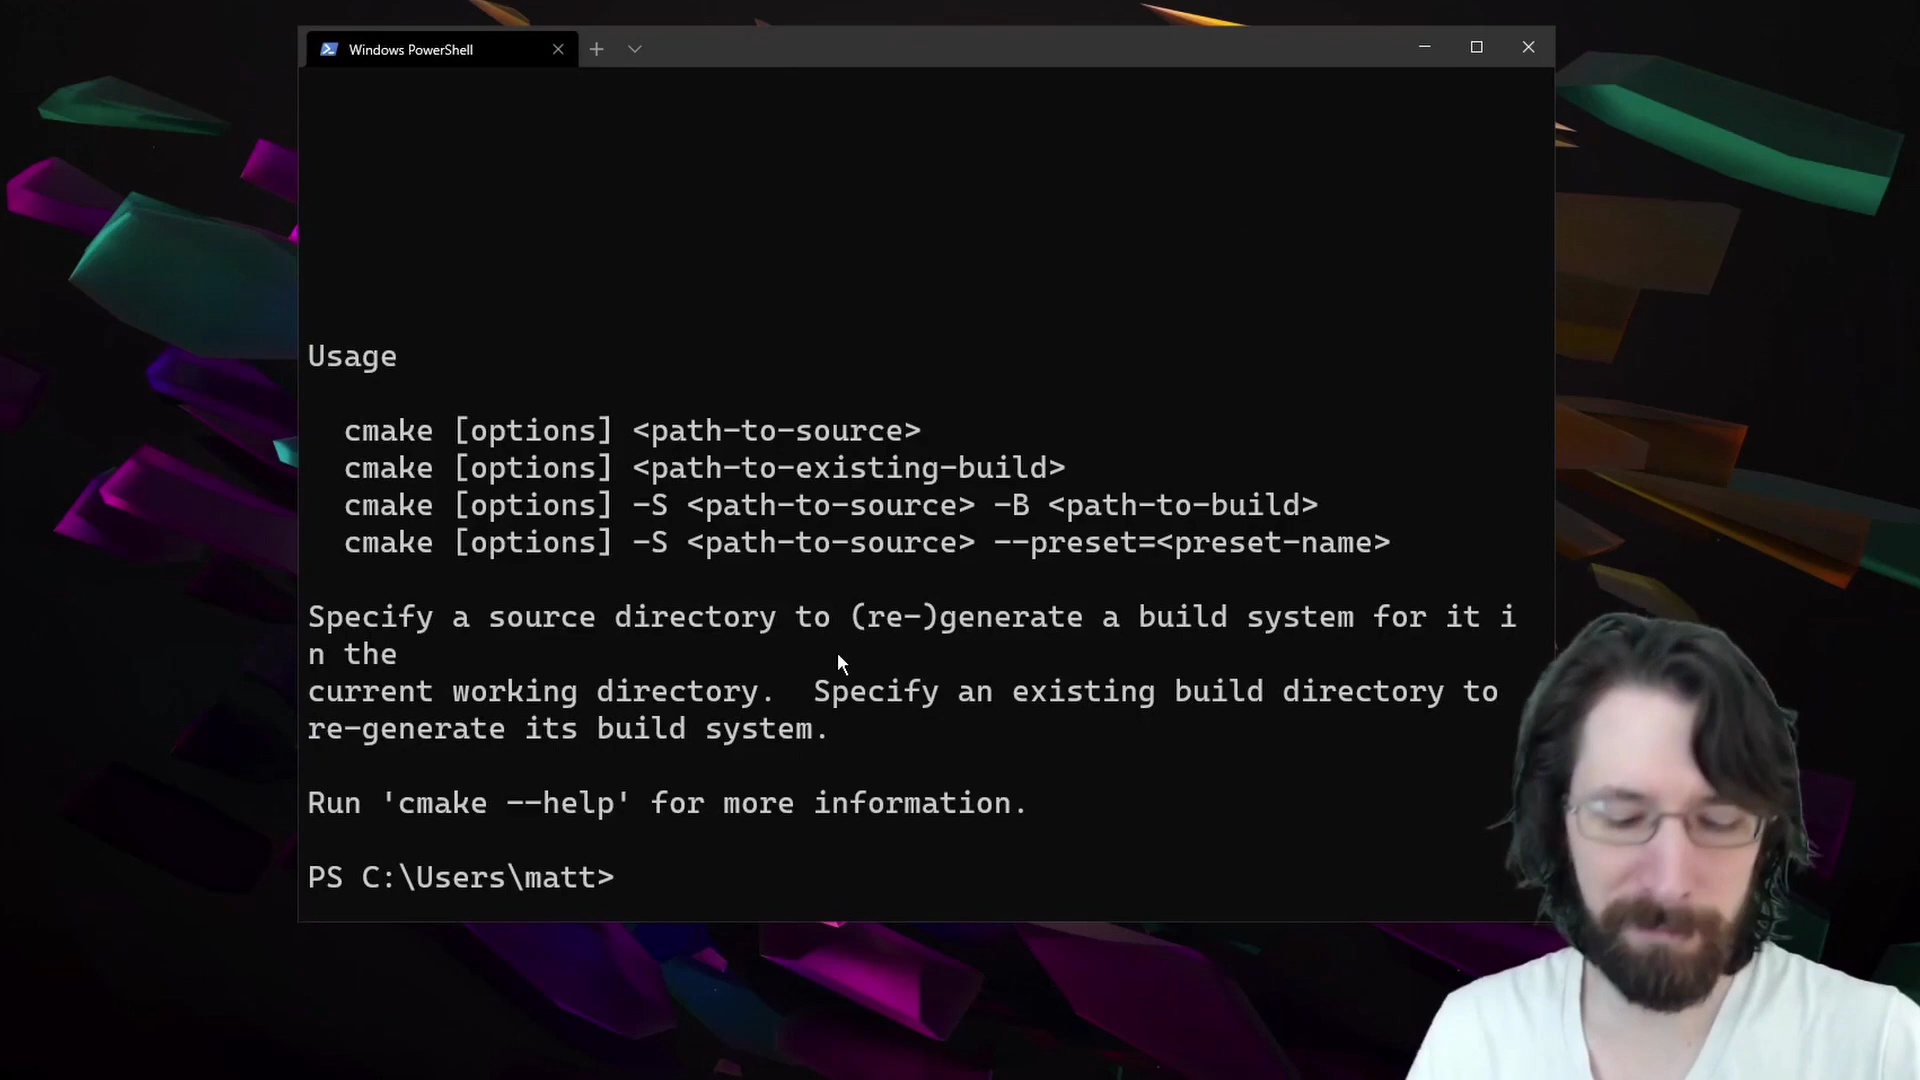 Windows PowerShell
Usage
cmake [options] <path-to-source>
cmake [options] <path-to-existing-build>
cmake [options] -S <path-to-source> -B <path-to-build>
cmake [options] -S <path-to-source> --preset=<preset-name>
Specify a source directory to (re-)generate a build system for it i
n the
current working directory.  Specify an existing build directory to
re-generate its build system.
Run 'cmake --help' for more information.
PS C:\Users\matt>